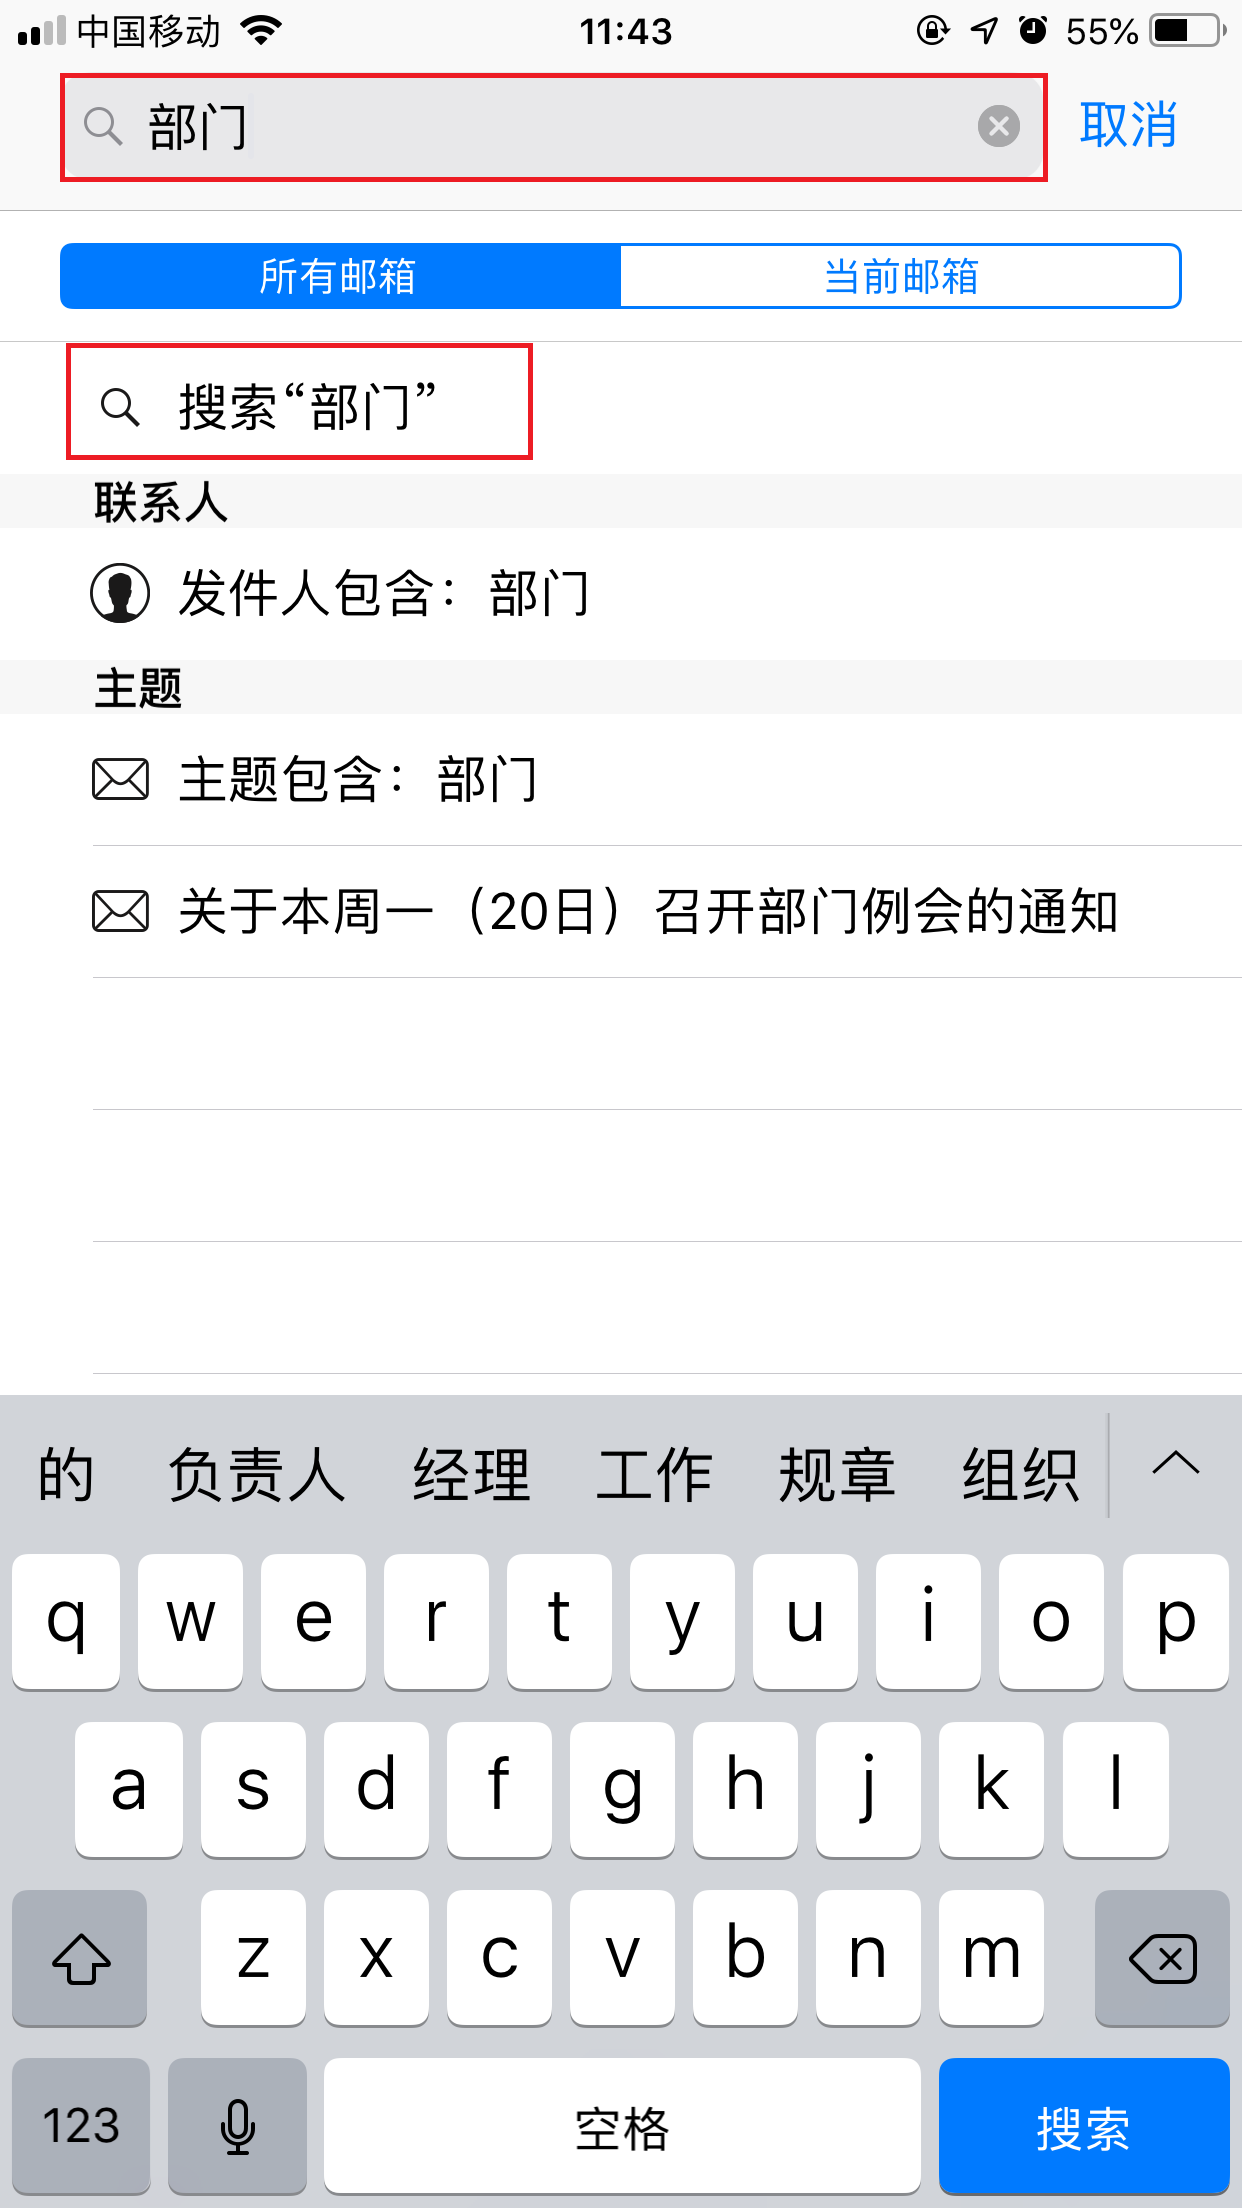 中国移动 11:43 55%
部门 取消
所有邮箱 当前邮箱
搜索“部门”
联系人
发件人包含：部门
主题
主题包含：部门
关于本周一（20日）召开部门例会的通知
的 负责人 经理 工作 规章 组织
q w e r t y u i o p
a s d f g h j k l
z x c v b n m
123 空格 搜索